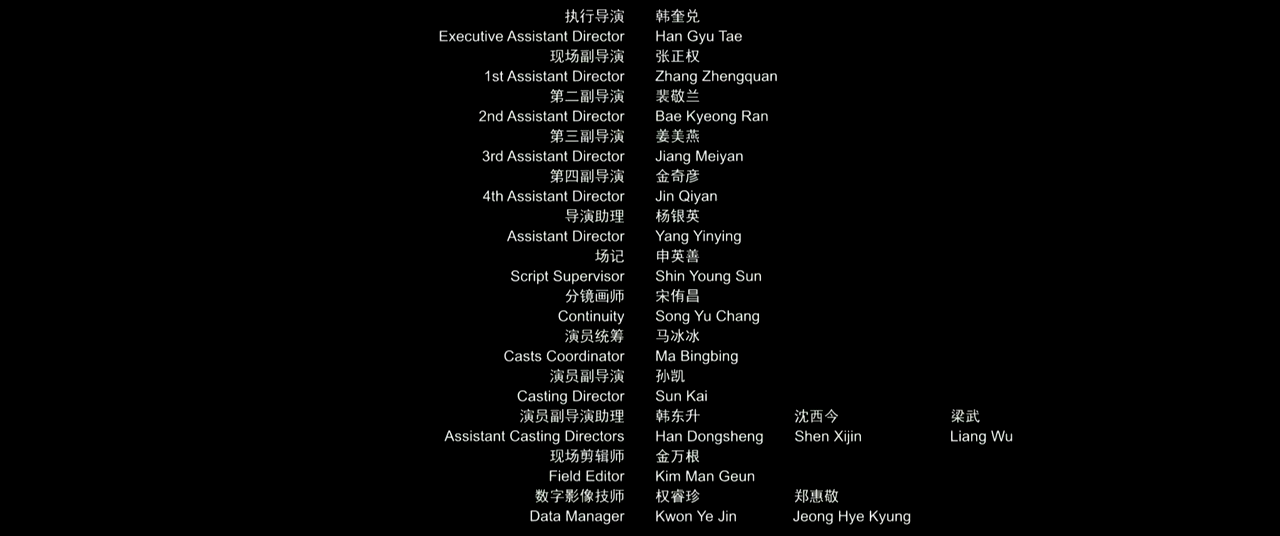 执行导演 韩奎兑
Executive Assistant Director Han Gyu Tae
现场副导演 张正权
1st Assistant Director Zhang Zhengquan
第二副导演 裴敬兰
2nd Assistant Director Bae Kyeong Ran
第三副导演 姜美燕
3rd Assistant Director Jiang Meiyan
第四副导演 金奇彦
4th Assistant Director Jin Qiyan
导演助理 杨银英
Assistant Director Yang Yinying
场记 申英善
Script Supervisor Shin Young Sun
分镜画师 宋侑昌
Continuity Song Yu Chang
演员统筹 马冰冰
Casts Coordinator Ma Bingbing
演员副导演 孙凯
Casting Director Sun Kai
演员副导演助理 韩东升 沈西今 梁武
Assistant Casting Directors Han Dongsheng Shen Xijin Liang Wu
现场剪辑师 金万根
Field Editor Kim Man Geun
数字影像技师 权睿珍 郑惠敬
Data Manager Kwon Ye Jin Jeong Hye Kyung